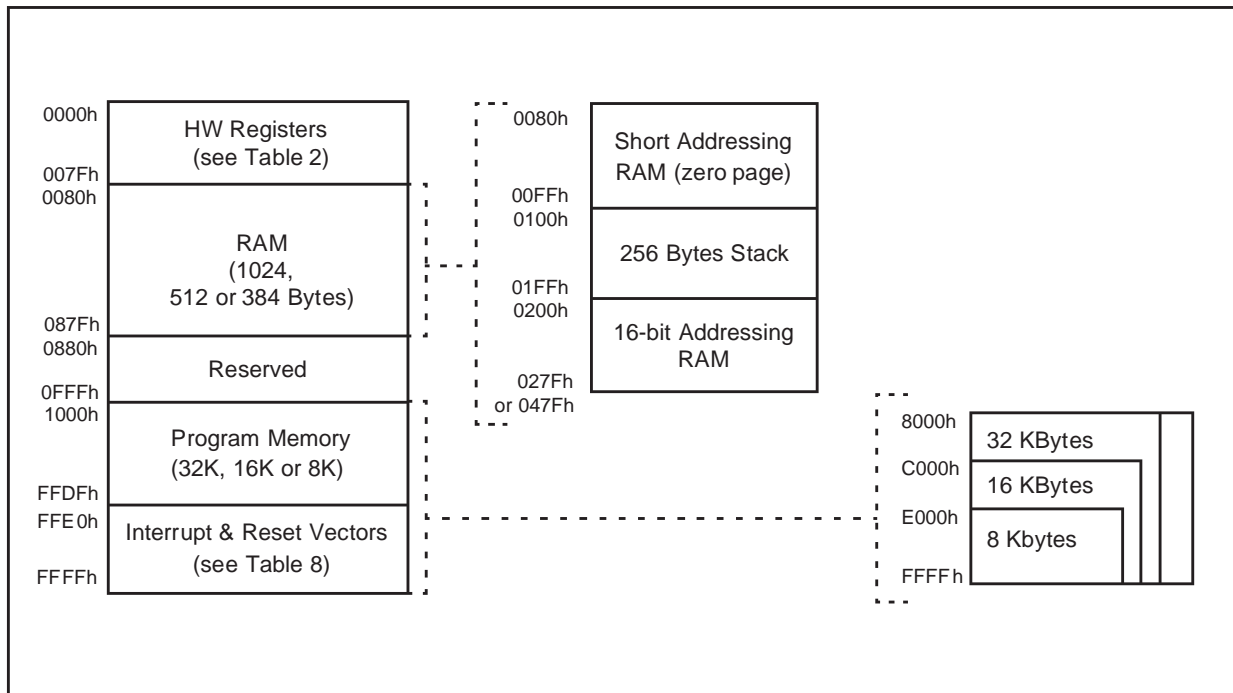 0000h
HW Registers
(see Table 2)
007Fh
0080h
RAM
(1024,
512 or 384 Bytes)
087Fh
0880h
Reserved
0FFFh
1000h
Program Memory
(32K, 16K or 8K)
FFDFh
FFE0h
Interrupt & Reset Vectors
(see Table 8)
FFFFh
0080h
Short Addressing
RAM (zero page)
00FFh
0100h
256 Bytes Stack
01FFh
0200h
16-bit Addressing
RAM
027Fh
or 047Fh
8000h
32 KBytes
C000h
16 KBytes
E000h
8 Kbytes
FFFFh